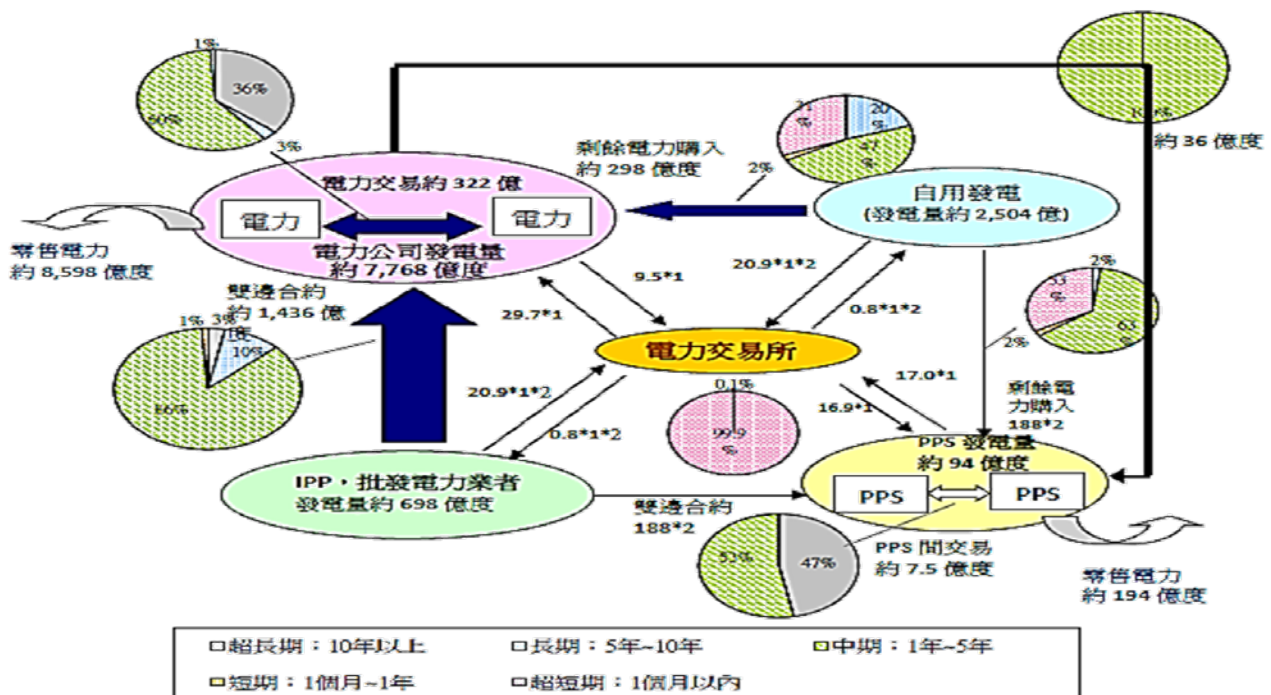 1%
36%
60%
3%
約 36 億度
剩餘電力購入
約 298 億度
20
%
47
%
2%
電力交易約 322 億
電力
電力
電力公司發電量
約 7,768 億度
自用發電
(發電量約 2,504 億)
零售電力
約 8,598 億度
雙邊合約
約 1,436 億
度
1%
3%
10%
86%
9.5*1
29.7*1
20.9*1*2
0.8*1*2
2%
63
2%
電力交易所
20.9*1*2
0.8*1*2
0.1%
99.9
%
17.0*1
16.9*1
剩餘電
力購入
188*2
IPP，批發電力業者
發電量約 698 億度
PPS 發電量
約 94 億度
PPS
PPS
雙邊合約
188*2
53%
47%
PPS 間交易
約 7.5 億度
零售電力
約 194 億度
超長期：10年以上
長期：5年~10年
中期：1年~5年
短期：1個月~1年
超短期：1個月以內